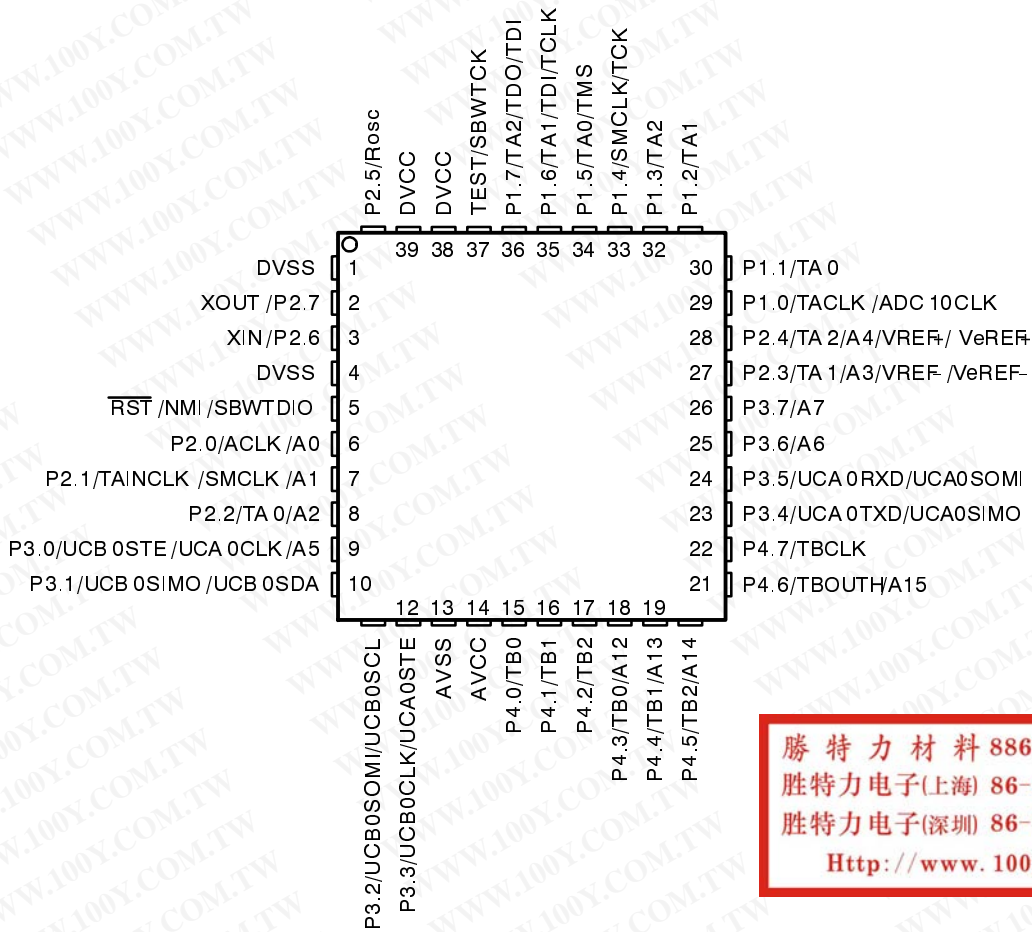 P2.5/Rosc
DVCC
DVCC
TEST/SBWTCK
P1.7/TA2/TDO/TDI
P1.6/TA1/TDI/TCLK
P1.5/TA0/TMS
P1.4/SMCLK/TCK
P1.3/TA2
P1.2/TA1
39 38 37 36 35 34 33 32
DVSS 1
XOUT/P2.7 2
XIN/P2.6 3
DVSS 4
RST/NMI/SBWTDIO 5
P2.0/ACLK/A0 6
P2.1/TAINCLK/SMCLK/A1 7
P2.2/TA0/A2 8
P3.0/UCB0STE/UCA0CLK/A5 9
P3.1/UCB0SIMO/UCB0SDA 10
30 P1.1/TA0
29 P1.0/TACLK/ADC10CLK
28 P2.4/TA2/A4/VREF+/VeREF+
27 P2.3/TA1/A3/VREF-/VeREF-
26 P3.7/A7
25 P3.6/A6
24 P3.5/UCA0RXD/UCA0SOMI
23 P3.4/UCA0TXD/UCA0SIMO
22 P4.7/TBCLK
21 P4.6/TBOUTH/A15
12 13 14 15 16 17 18 19
P3.2/UCB0SOMI/UCB0SCL
P3.3/UCB0CLK/UCA0STE
AVSS
AVCC
P4.0/TB0
P4.1/TB1
P4.2/TB2
P4.3/TB0/A12
P4.4/TB1/A13
P4.5/TB2/A14
勝特力材料 886
胜特力电子(上海) 86-
胜特力电子(深圳) 86-
Http://www.100
WWW.100Y.COM.TW